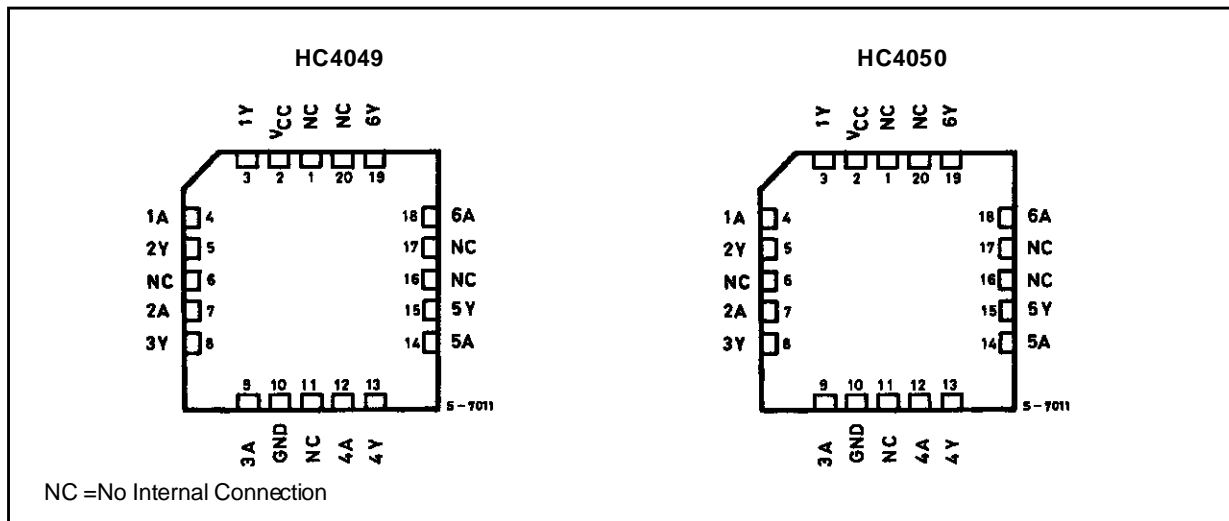 HC4049
HC4050
1Y VCC NC NC 6Y
3 2 1 20 19
1A 4
2Y 5
NC 6
2A 7
3Y 8
18 6A
17 NC
16 NC
15 5Y
14 5A
9 10 11 12 13
S-7011
3A GND NC 4A 4Y
1Y VCC NC NC 6Y
3 2 1 20 19
1A 4
2Y 5
NC 6
2A 7
3Y 8
18 6A
17 NC
16 NC
15 5Y
14 5A
9 10 11 12 13
S-7011
3A GND NC 4A 4Y
NC =No Internal Connection